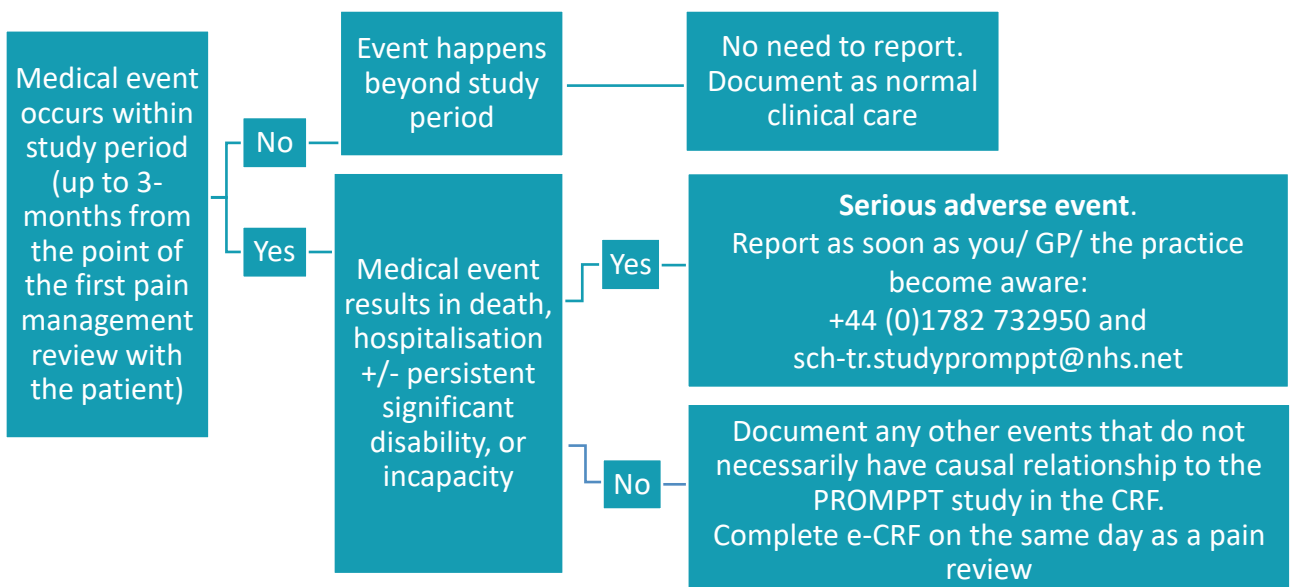 Medical event
occurs within
study period
(up to 3-
months from
the point of
the first pain
management
review with
the patient)
No
Event happens
beyond study
period
No need to report.
Document as normal
clinical care
Yes
Medical event
results in death,
hospitalisation
+/- persistent
significant
disability, or
incapacity
Yes
Serious adverse event.
Report as soon as you/ GP/ the practice
become aware:
+44 (0)1782 732950 and
sch-tr.studypromppt@nhs.net
No
Document any other events that do not
necessarily have causal relationship to the
PROMPPT study in the CRF.
Complete e-CRF on the same day as a pain
review